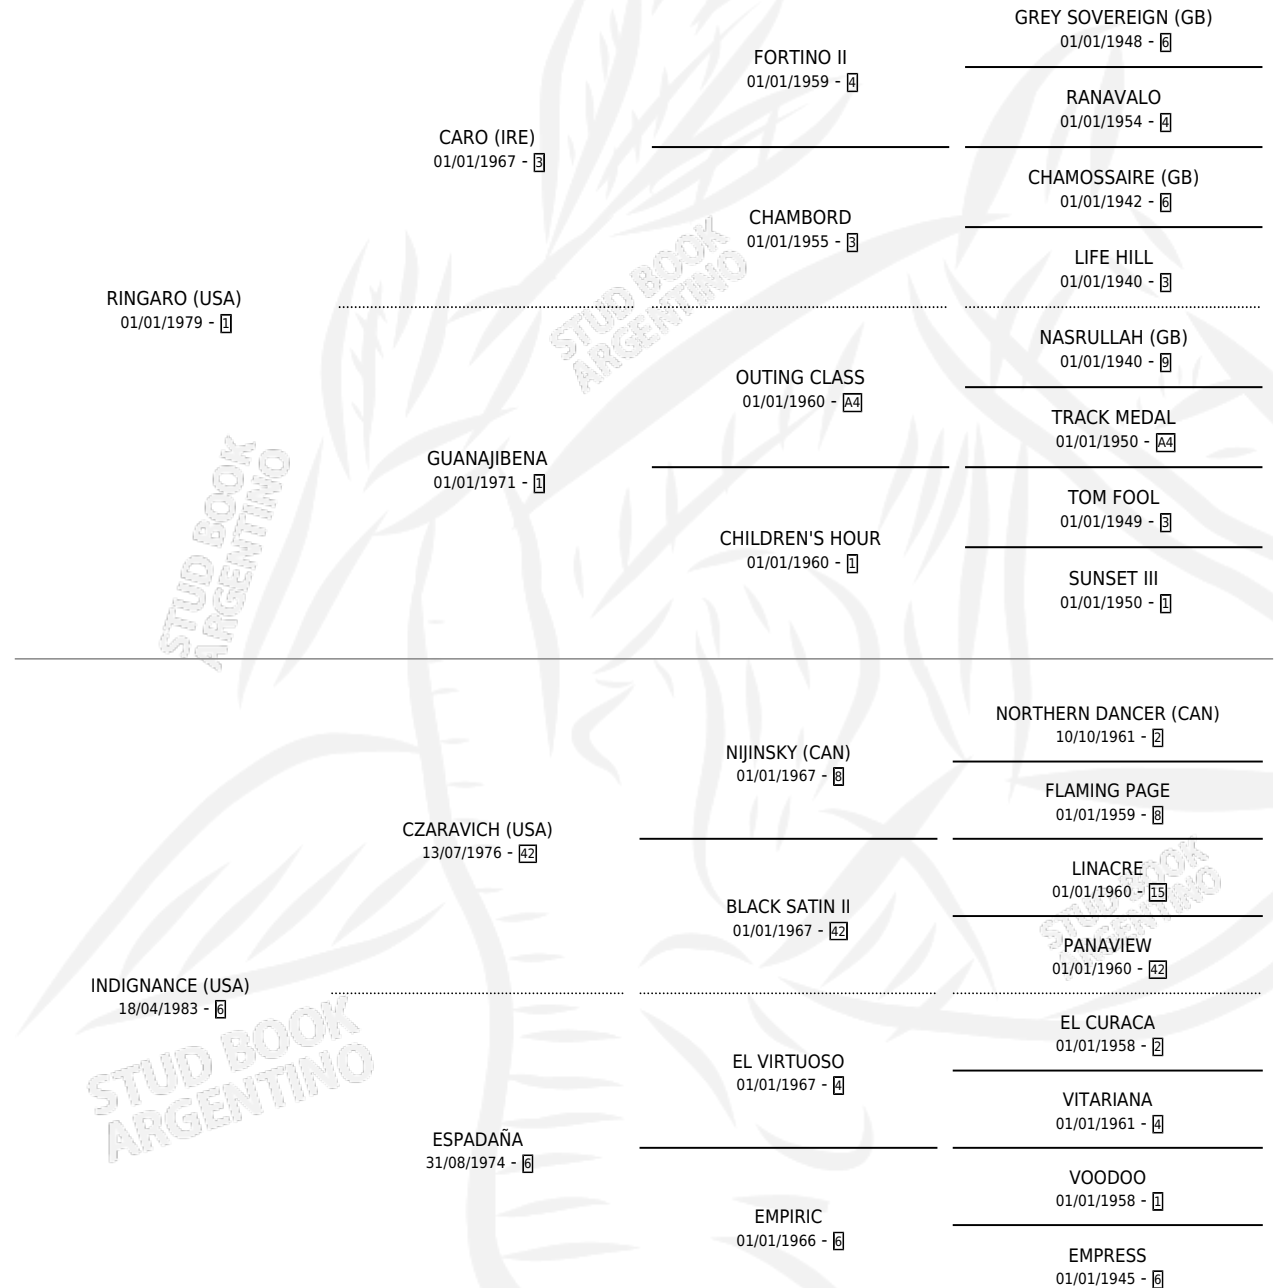 GREY SOVEREIGN (GB)
01/01/1948 - 6
FORTINO II
01/01/1959 - 4
RANAVALO
01/01/1954 - 4
CARO (IRE)
01/01/1967 - 3
CHAMOSSAIRE (GB)
01/01/1942 - 6
CHAMBORD
01/01/1955 - 3
LIFE HILL
01/01/1940 - 3
RINGARO (USA)
01/01/1979 - 1
STUD BOOK
ARGENTINO
NASRULLAH (GB)
01/01/1940 - 9
OUTING CLASS
01/01/1960 - A4
TRACK MEDAL
01/01/1950 - A4
GUANAJIBENA
01/01/1971 - 1
TOM FOOL
01/01/1949 - 3
CHILDREN'S HOUR
01/01/1960 - 1
SUNSET III
01/01/1950 - 1
STUD BOOK
ARGENTINO
NORTHERN DANCER (CAN)
10/10/1961 - 2
NIJINSKY (CAN)
01/01/1967 - 8
FLAMING PAGE
01/01/1959 - 8
CZARAVICH (USA)
13/07/1976 - 42
LINACRE
01/01/1960 - 15
BLACK SATIN II
01/01/1967 - 42
STUD BOOK
ARGENTINO
PANAVIEW
01/01/1960 - 42
INDIGNANCE (USA)
18/04/1983 - 6
EL CURACA
01/01/1958 - 2
EL VIRTUOSO
01/01/1967 - 4
STUD BOOK
ARGENTINO
VITARIANA
01/01/1961 - 4
ESPADAÑA
31/08/1974 - 6
VOODOO
01/01/1958 - 1
EMPIRIC
01/01/1966 - 6
EMPRESS
01/01/1945 - 6